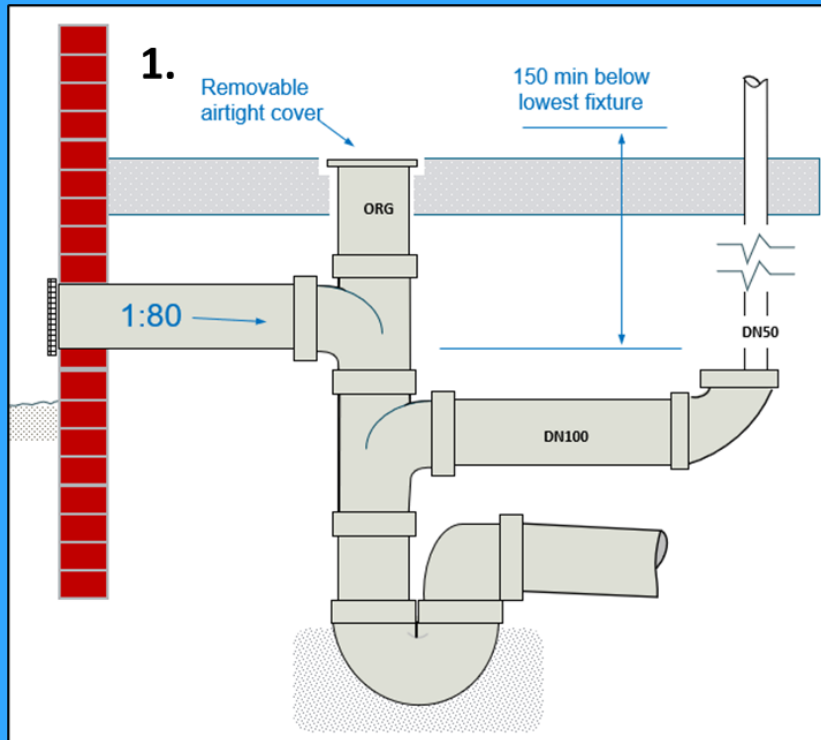 1.
Removable
airtight cover
150 min below
lowest fixture
ORG
1:80
DN50
DN100